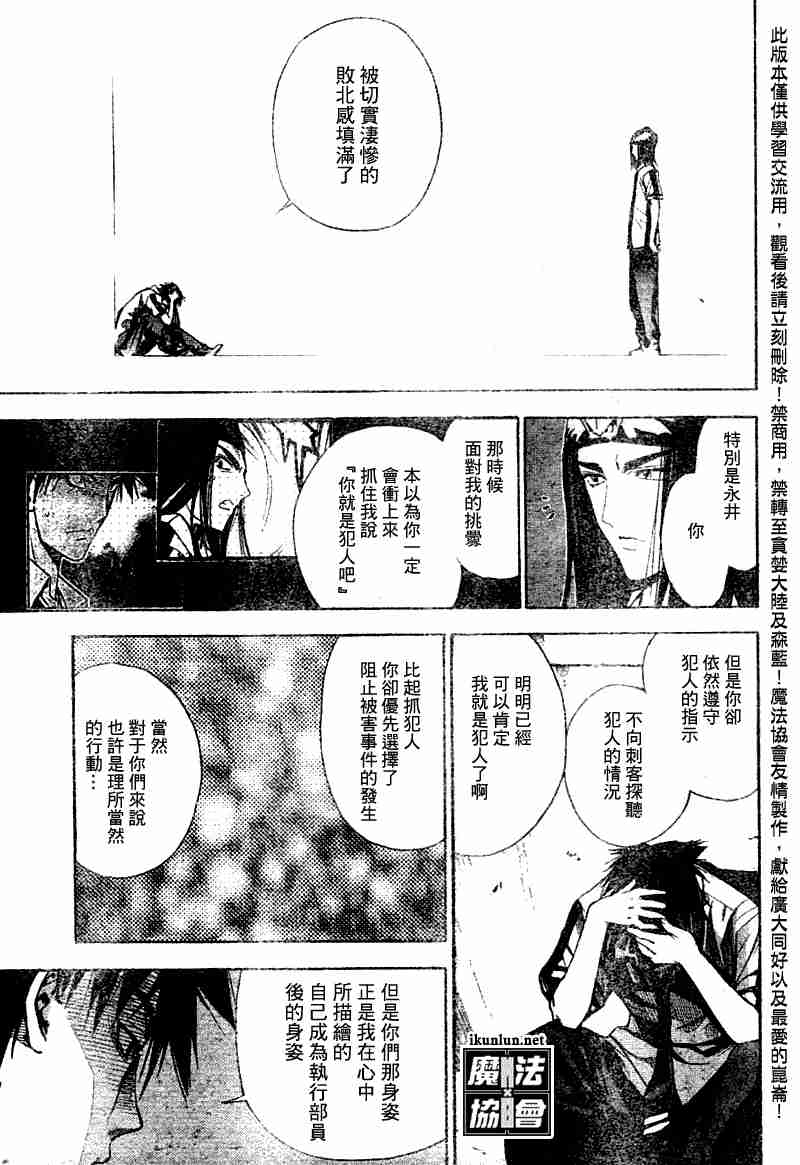 被切實淒慘的
敗北感填滿了
特別是永井
你
那時候
面對我的挑釁
本以為你一定
會衝上來
抓住我說
『你就是犯人吧』
但是你卻
依然遵守
犯人的指示
不向刺客探聽
犯人的情況
明明已經
可以肯定
我就是犯人了啊
比起抓犯人
你卻優先選擇了
阻止被害事件的發生
當然
對于你們來說
也許是理所當然
的行動…
但是你們那身姿
正是我在心中
所描繪的
自己成為執行部員
後的身姿
ikunlun.net
魔法
協會
此版本僅供學習交流用，觀看後請立刻刪除！禁商用，禁轉至貪婪大陸及森藍！魔法協會友情製作，獻給廣大同好以及最愛的崑崙！